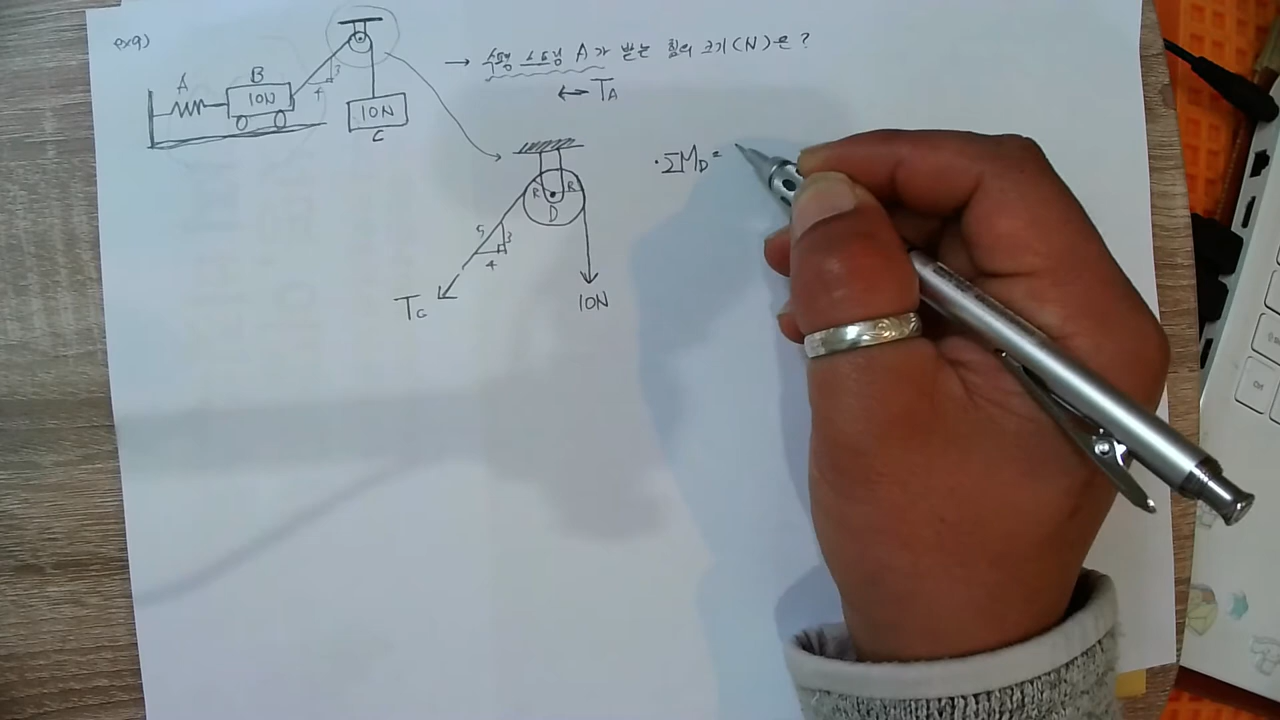 ex9)
A
B
10N
3
4
10N
C
→ 수평 스프링 A가 받는 힘의 크기(N)은?
↔ TA
·ΣMD=
R R
D
5
3
4
TC
10N